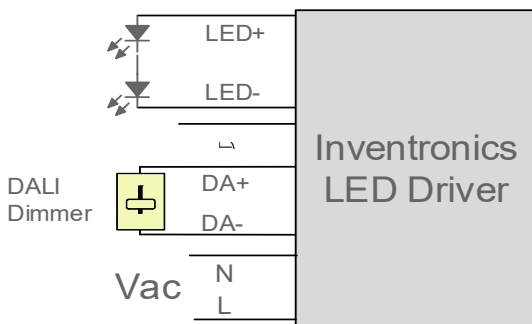 LED+
LED-
DALI
Dimmer
DA+
DA-
Vac
N
L
Inventronics
LED Driver